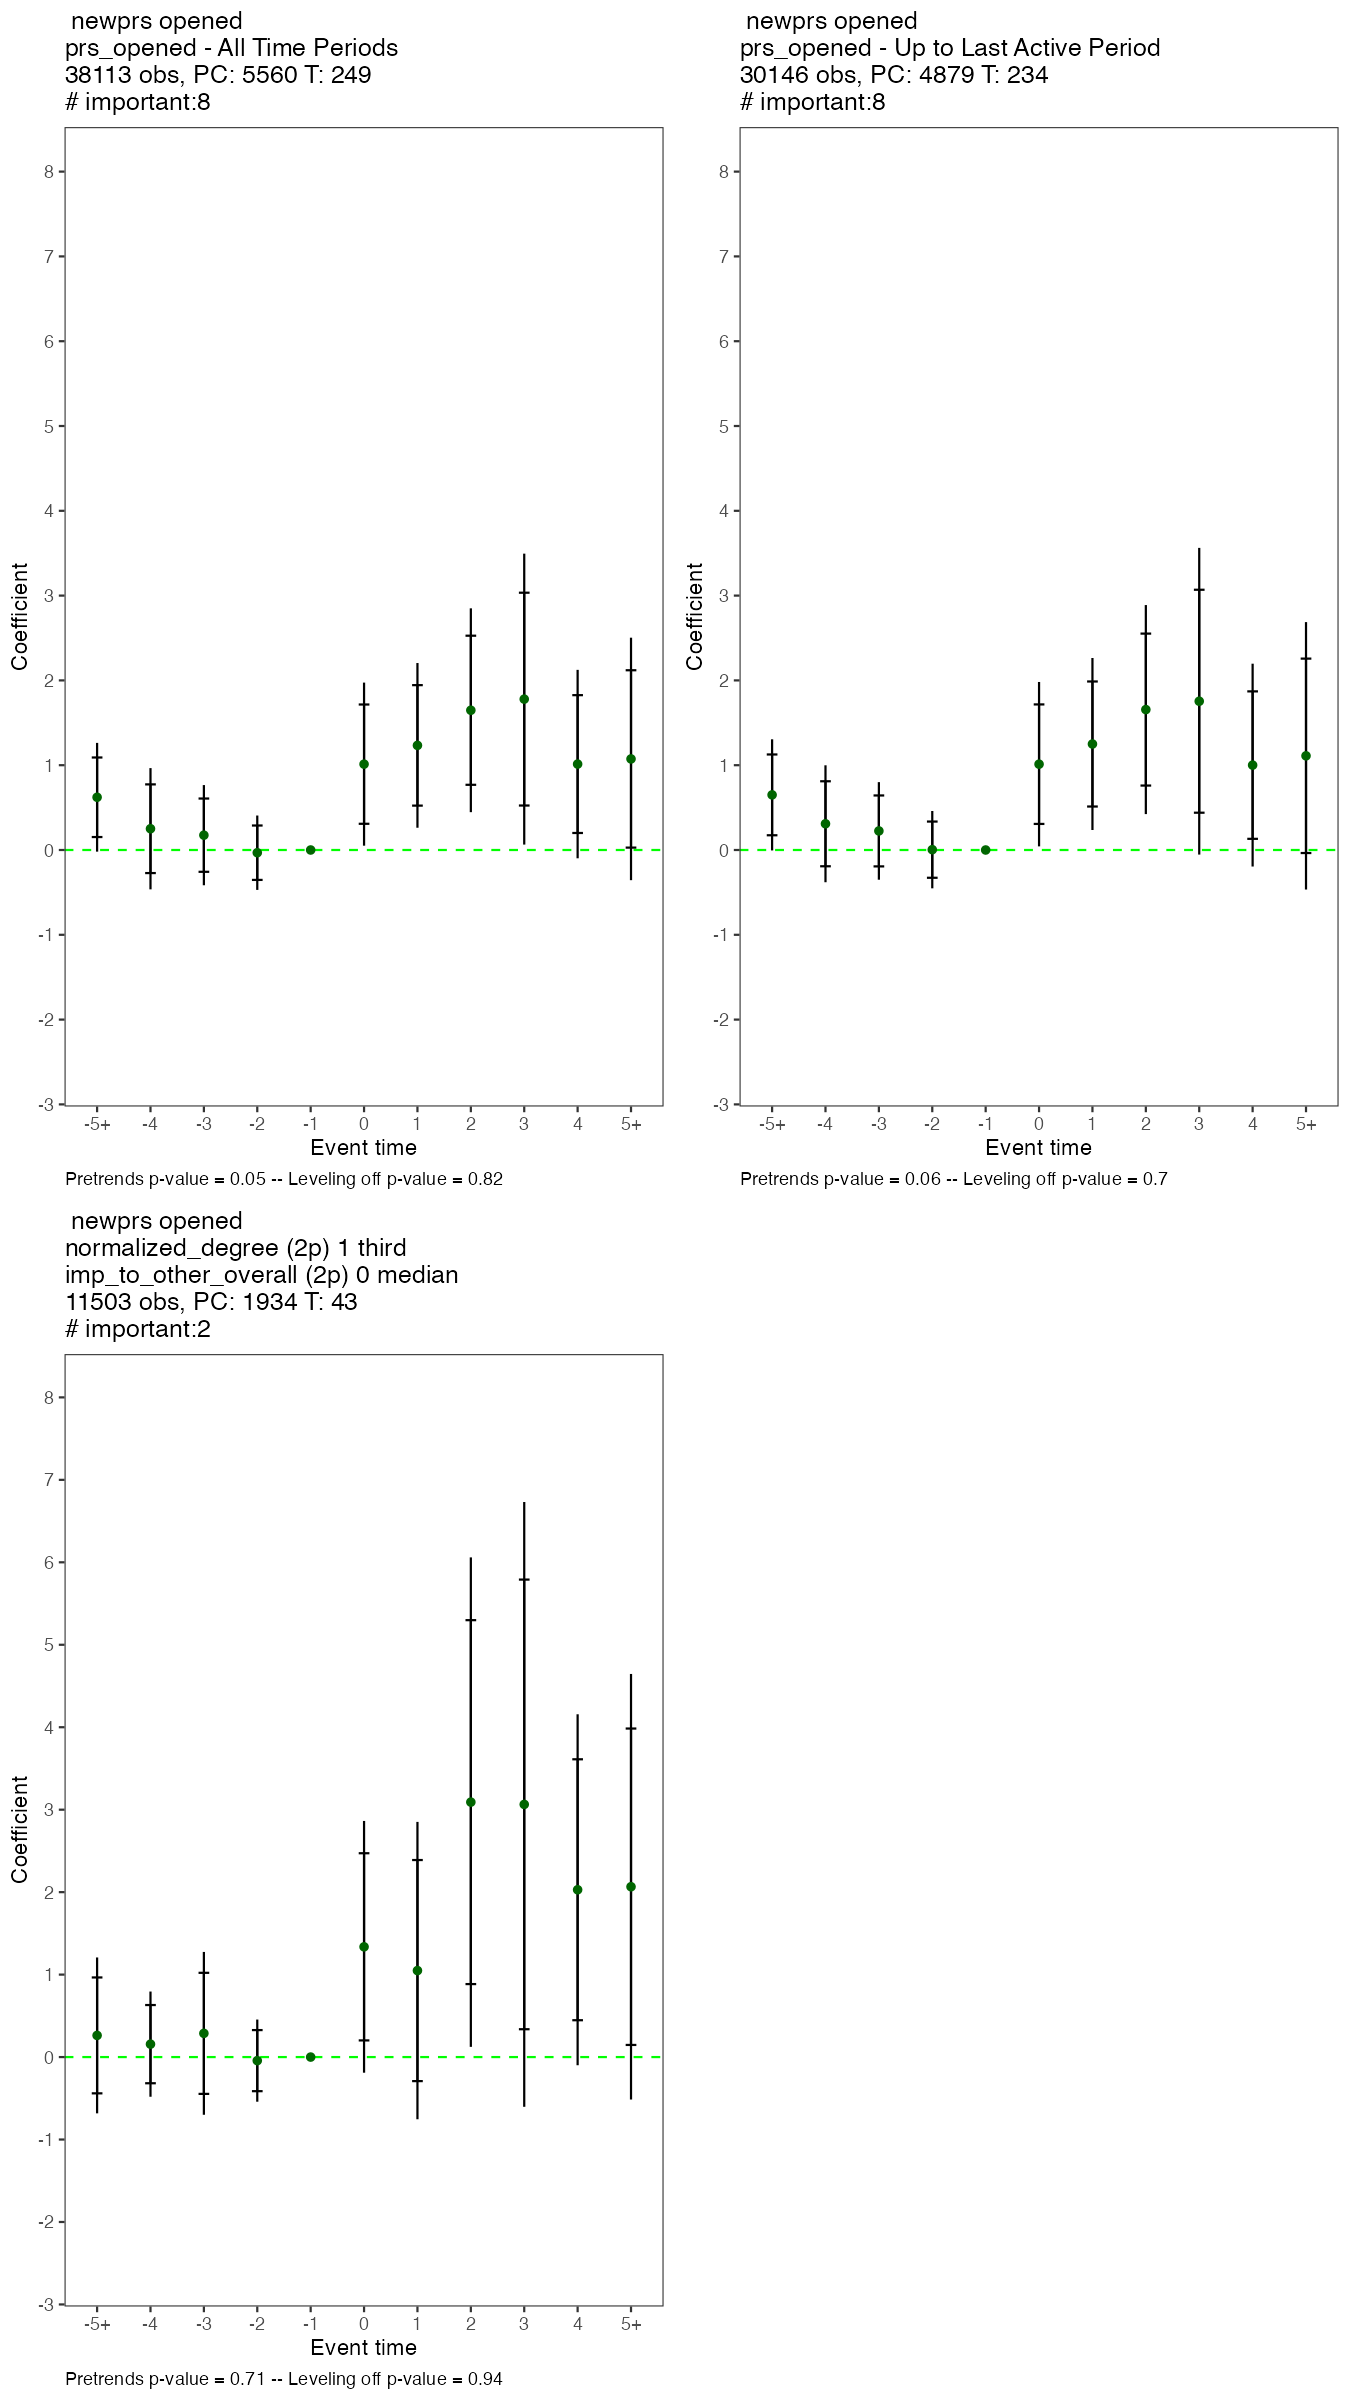 newprs opened
prs_opened - All Time Periods
38113 obs, PC: 5560 T: 249
# important:8
8
7
6
5
4
3
2
1
0
-1
-2
-3
Coefficient
-5+ -4 -3 -2 -1 0 1 2 3 4 5+
Event time
Pretrends p-value = 0.05 -- Leveling off p-value = 0.82
newprs opened
prs_opened - Up to Last Active Period
30146 obs, PC: 4879 T: 234
# important:8
8
7
6
5
4
3
2
1
0
-1
-2
-3
Coefficient
-5+ -4 -3 -2 -1 0 1 2 3 4 5+
Event time
Pretrends p-value = 0.06 -- Leveling off p-value = 0.7
newprs opened
normalized_degree (2p) 1 third
imp_to_other_overall (2p) 0 median
11503 obs, PC: 1934 T: 43
# important:2
8
7
6
5
4
3
2
1
0
-1
-2
-3
Coefficient
-5+ -4 -3 -2 -1 0 1 2 3 4 5+
Event time
Pretrends p-value = 0.71 -- Leveling off p-value = 0.94